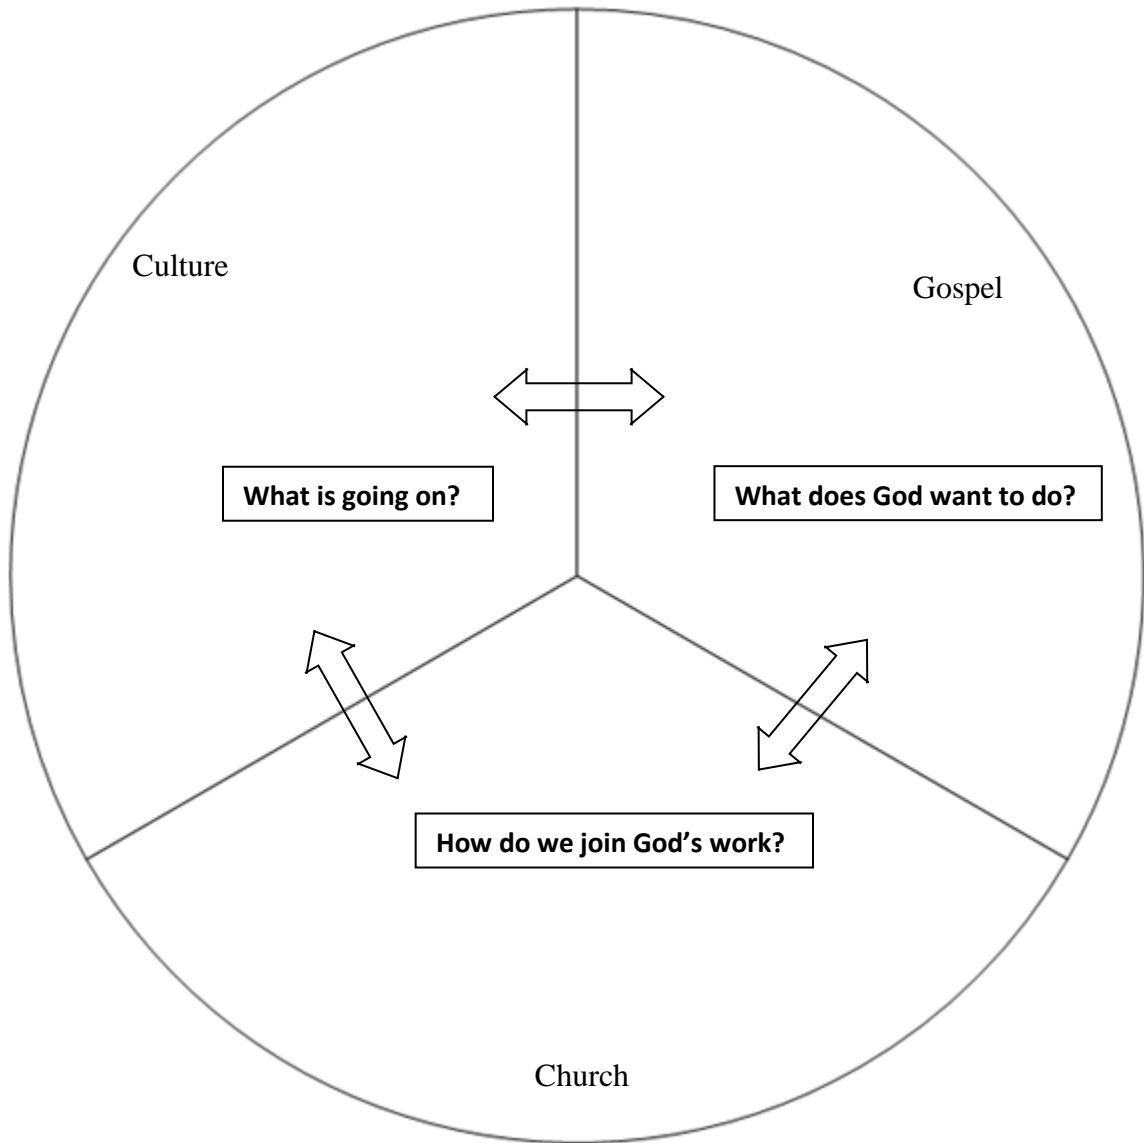 Culture
Gospel
What is going on?
What does God want to do?
How do we join God’s work?
Church